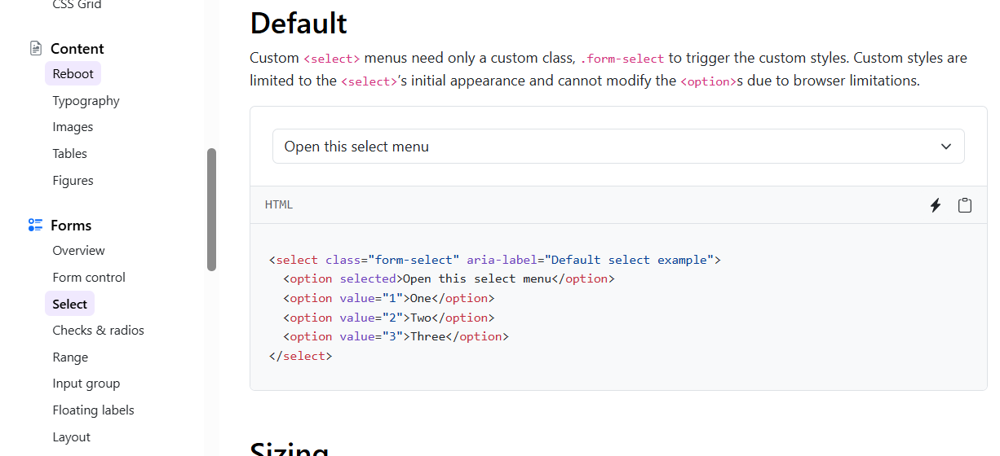 CSS Grid
Content
Reboot
Typography
Images
Tables
Figures
Forms
Overview
Form control
Select
Checks & radios
Range
Input group
Floating labels
Layout
Default
Custom <select> menus need only a custom class, .form-select to trigger the custom styles. Custom styles are
limited to the <select>’s initial appearance and cannot modify the <option>s due to browser limitations.
Open this select menu
HTML
<select class="form-select" aria-label="Default select example">
  <option selected>Open this select menu</option>
  <option value="1">One</option>
  <option value="2">Two</option>
  <option value="3">Three</option>
</select>
Sizing